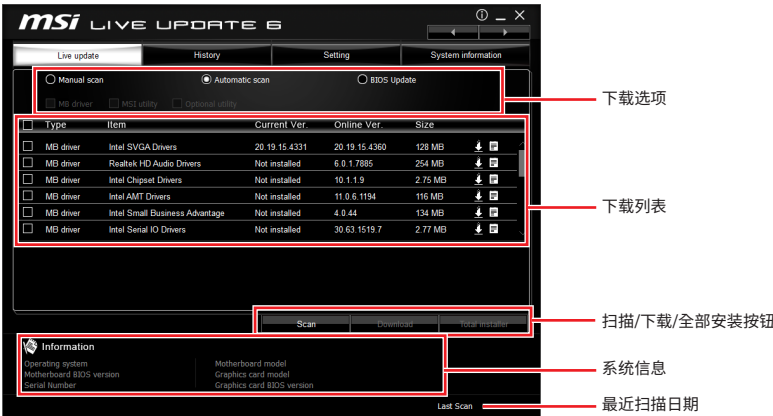 msi LIVE UPDATE 6
Live update History Setting System information
Manual scan Automatic scan BIOS Update
MB driver MSI utility Optional utility
下载选项
Type Item Current Ver. Online Ver. Size
MB driver Intel SVGA Drivers 20.19.15.4331 20.19.15.4360 128 MB
MB driver Realtek HD Audio Drivers Not installed 6.0.1.7885 254 MB
MB driver Intel Chipset Drivers Not installed 10.1.1.9 2.75 MB
MB driver Intel AMT Drivers Not installed 11.0.6.1194 116 MB
下载列表
MB driver Intel Small Business Advantage Not installed 4.0.44 134 MB
MB driver Intel Serial IO Drivers Not installed 30.63.1519.7 2.77 MB
Scan Download Total Installer
扫描/下载/全部安装按钮
Information
Operating system Motherboard model
Motherboard BIOS version Graphics card model
Serial Number Graphics card BIOS version
系统信息
Last Scan
最近扫描日期